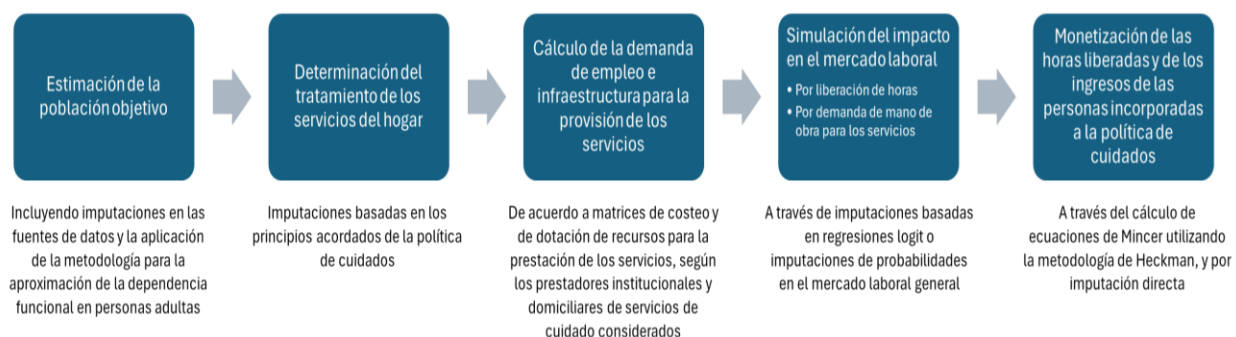 Estimación de la
población objetivo
Incluyendo imputaciones en las
fuentes de datos y la aplicación
de la metodología para la
aproximación de la dependencia
funcional en personas adultas
Determinación del
tratamiento de los
servicios del hogar
Imputaciones basadas en los
principios acordados de la política
de cuidados
Cálculo de la demanda
de empleo e
infraestructura para la
provisión de los
servicios
De acuerdo a matrices de costeo y
de dotación de recursos para la
prestación de los servicios, según
los prestadores institucionales y
domiciliares de servicios de
cuidado considerados
Simulación del impacto
en el mercado laboral
• Por liberación de horas
• Por demanda de mano de
obra para los servicios
A través de imputaciones basadas
en regresiones logit o
imputaciones de probabilidades
en el mercado laboral general
Monetización de las
horas liberadas y de los
ingresos de las
personas incorporadas
a la política de
cuidados
A través del cálculo de
ecuaciones de Mincer utilizando
la metodología de Heckman, y por
imputación directa